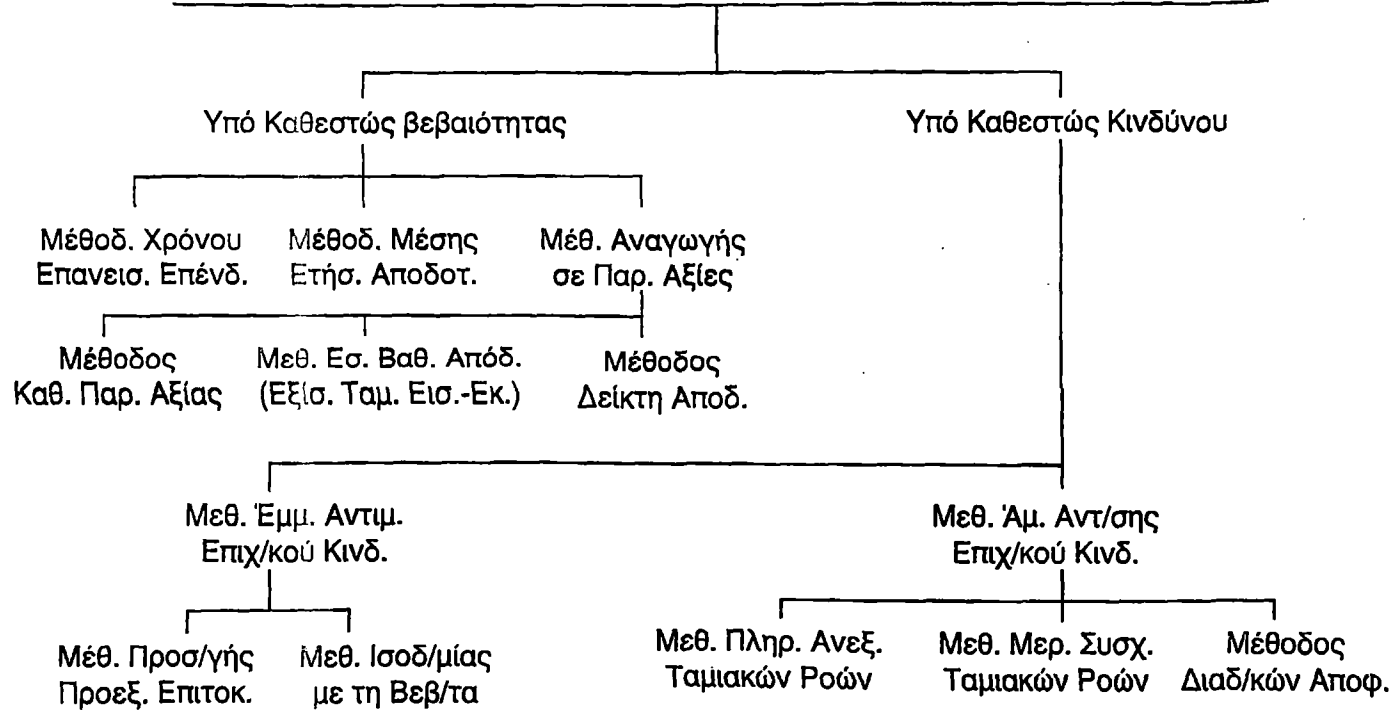 Υπό Καθεστώς βεβαιότητας
Υπό Καθεστώς Κινδύνου
Μέθοδ. Χρόνου
Επανεισ. Επένδ.
Μέθοδ. Μέσης
Ετήσ. Αποδοτ.
Μέθ. Αναγωγής
σε Παρ. Αξίες
Μέθοδος
Καθ. Παρ. Αξίας
Μεθ. Εσ. Βαθ. Απόδ.
(Εξίσ. Ταμ. Εισ.-Εκ.)
Μέθοδος
Δείκτη Αποδ.
Μεθ. Έμμ. Αντιμ.
Επιχ/κού Κινδ.
Μεθ. Άμ. Αντ/σης
Επιχ/κού Κινδ.
Μέθ. Προσ/γής
Προεξ. Επιτοκ.
Μεθ. Ισοδ/μίας
με τη Βεβ/τα
Μεθ. Πληρ. Ανεξ.
Ταμιακών Ροών
Μεθ. Μερ. Συσχ.
Ταμιακών Ροών
Μέθοδος
Διαδ/κών Αποφ.